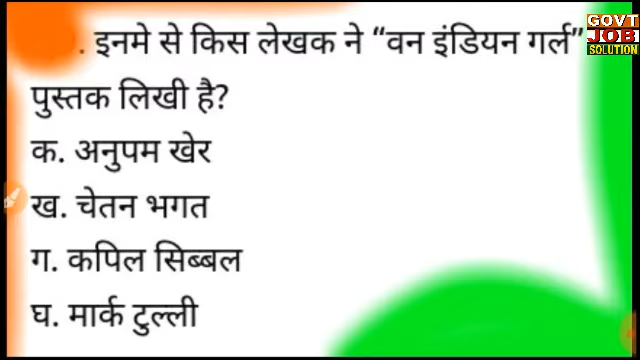 . इनमे से किस लेखक ने “वन इंडियन गर्ल”
पुस्तक लिखी है?
क. अनुपम खेर
ख. चेतन भगत
ग. कपिल सिब्बल
घ. मार्क टुल्ली
GOVT
JOB
SOLUTION